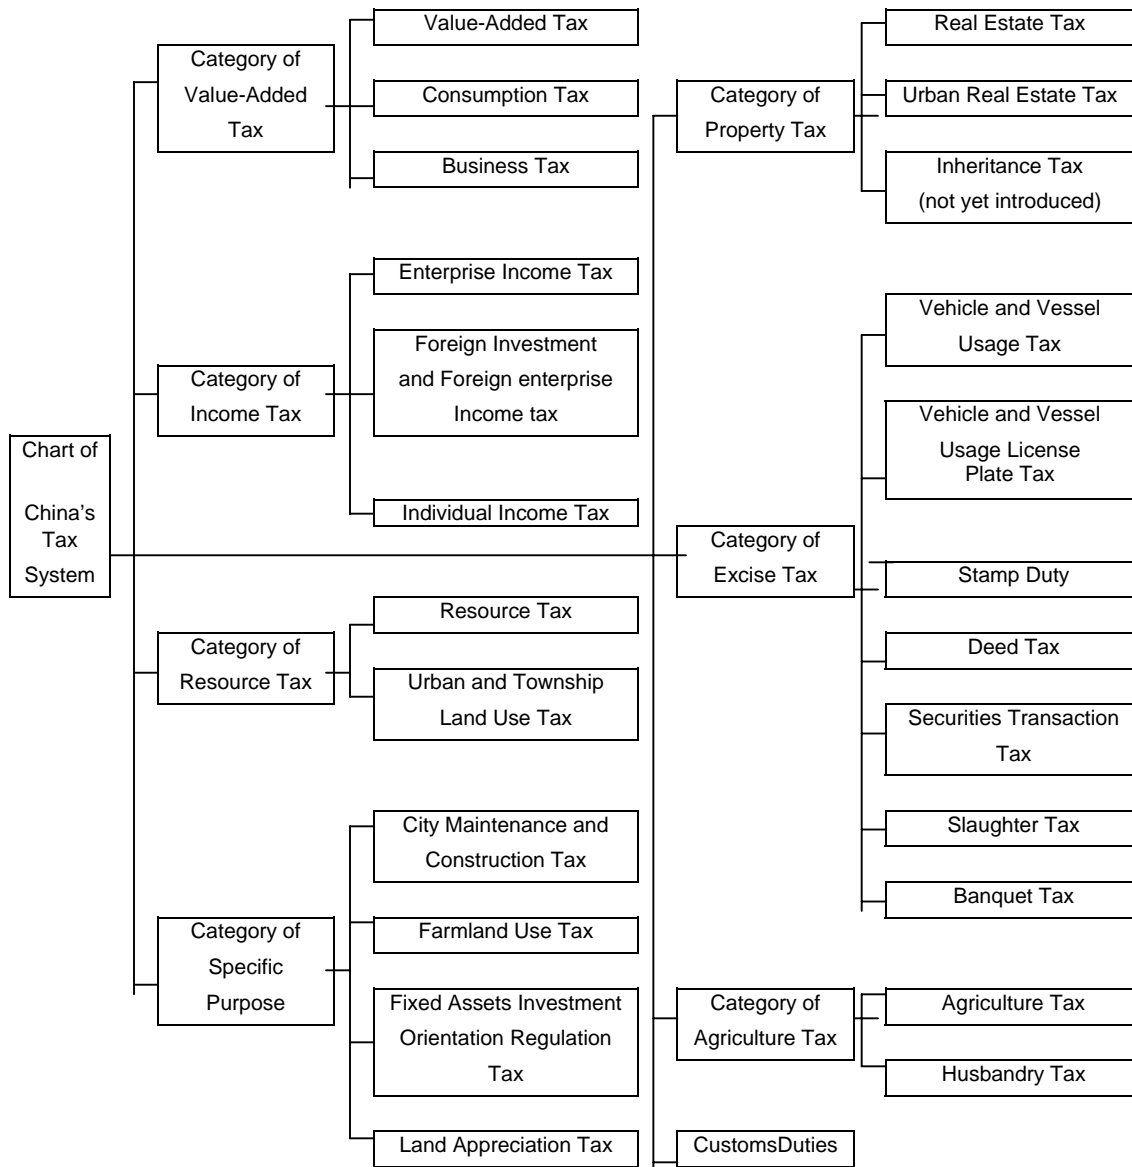 Chart of
China's
Tax
System
Category of
Value-Added
Tax
Value-Added Tax
Consumption Tax
Business Tax
Category of
Income Tax
Enterprise Income Tax
Foreign Investment
and Foreign enterprise
Income tax
Individual Income Tax
Category of
Resource Tax
Resource Tax
Urban and Township
Land Use Tax
Category of
Specific
Purpose
City Maintenance and
Construction Tax
Farmland Use Tax
Fixed Assets Investment
Orientation Regulation
Tax
Land Appreciation Tax
Category of
Property Tax
Real Estate Tax
Urban Real Estate Tax
Inheritance Tax
(not yet introduced)
Category of
Excise Tax
Vehicle and Vessel
Usage Tax
Vehicle and Vessel
Usage License
Plate Tax
Stamp Duty
Deed Tax
Securities Transaction
Tax
Slaughter Tax
Banquet Tax
Category of
Agriculture Tax
Agriculture Tax
Husbandry Tax
CustomsDuties